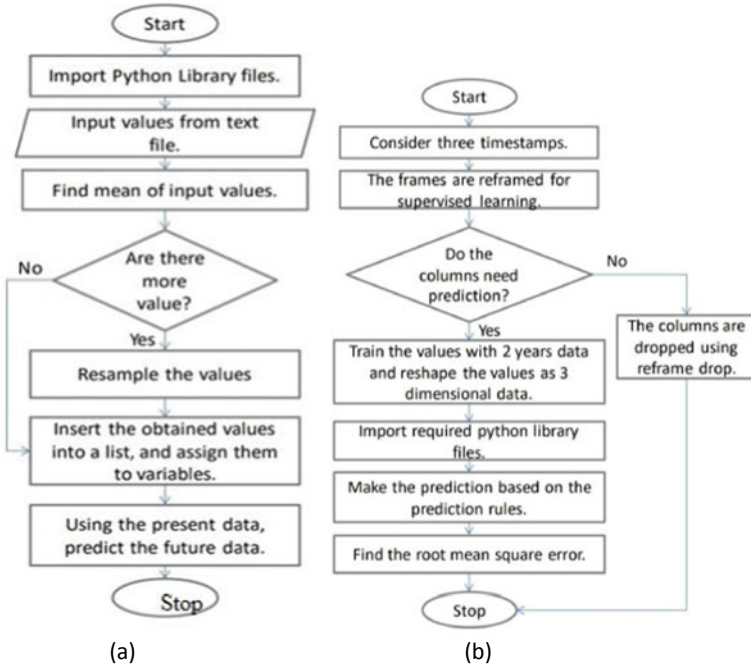 Start
Import Python Library files.
Input values from text
file.
Find mean of input values.
Are there
more
value?
No
Yes
Resample the values
Insert the obtained values
into a list, and assign them
to variables.
Using the present data,
predict the future data.
Stop
(a)
Start
Consider three timestamps.
The frames are reframed for
supervised learning.
Do the
columns need
prediction?
No
Yes
The columns are
dropped using
reframe drop.
Train the values with 2 years data
and reshape the values as 3
dimensional data.
Import required python library
files.
Make the prediction based on the
prediction rules.
Find the root mean square error.
Stop
(b)